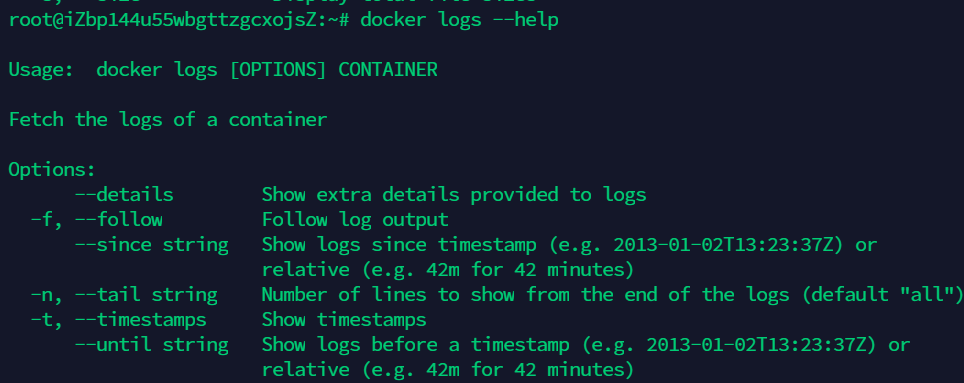 root@iZbp144u55wbgttzgcxojsZ:~# docker logs --help
Usage:  docker logs [OPTIONS] CONTAINER
Fetch the logs of a container
Options:
      --details        Show extra details provided to logs
  -f, --follow         Follow log output
      --since string   Show logs since timestamp (e.g. 2013-01-02T13:23:37Z) or
                       relative (e.g. 42m for 42 minutes)
  -n, --tail string    Number of lines to show from the end of the logs (default "all")
  -t, --timestamps     Show timestamps
      --until string   Show logs before a timestamp (e.g. 2013-01-02T13:23:37Z) or
                       relative (e.g. 42m for 42 minutes)